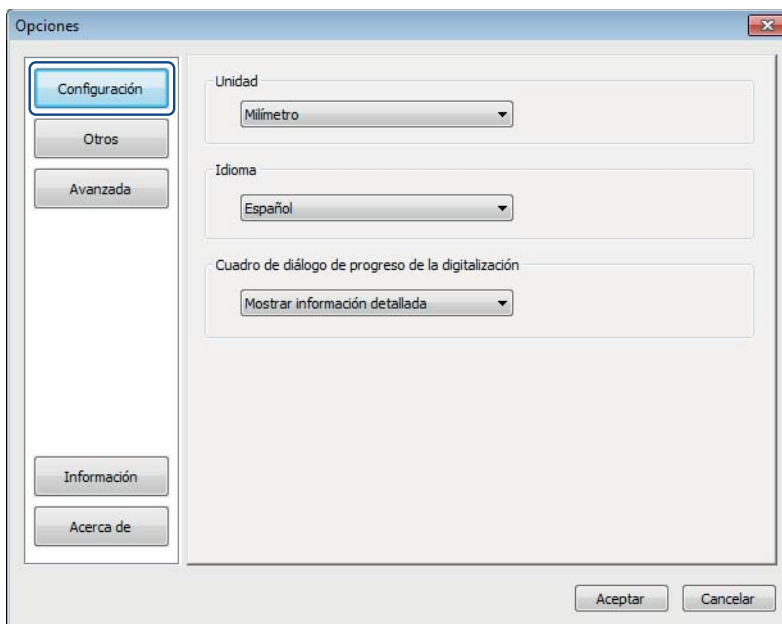 Opciones
Configuración
Otros
Avanzada
Información
Acerca de
Unidad
Milímetro
Idioma
Español
Cuadro de diálogo de progreso de la digitalización
Mostrar información detallada
Aceptar
Cancelar